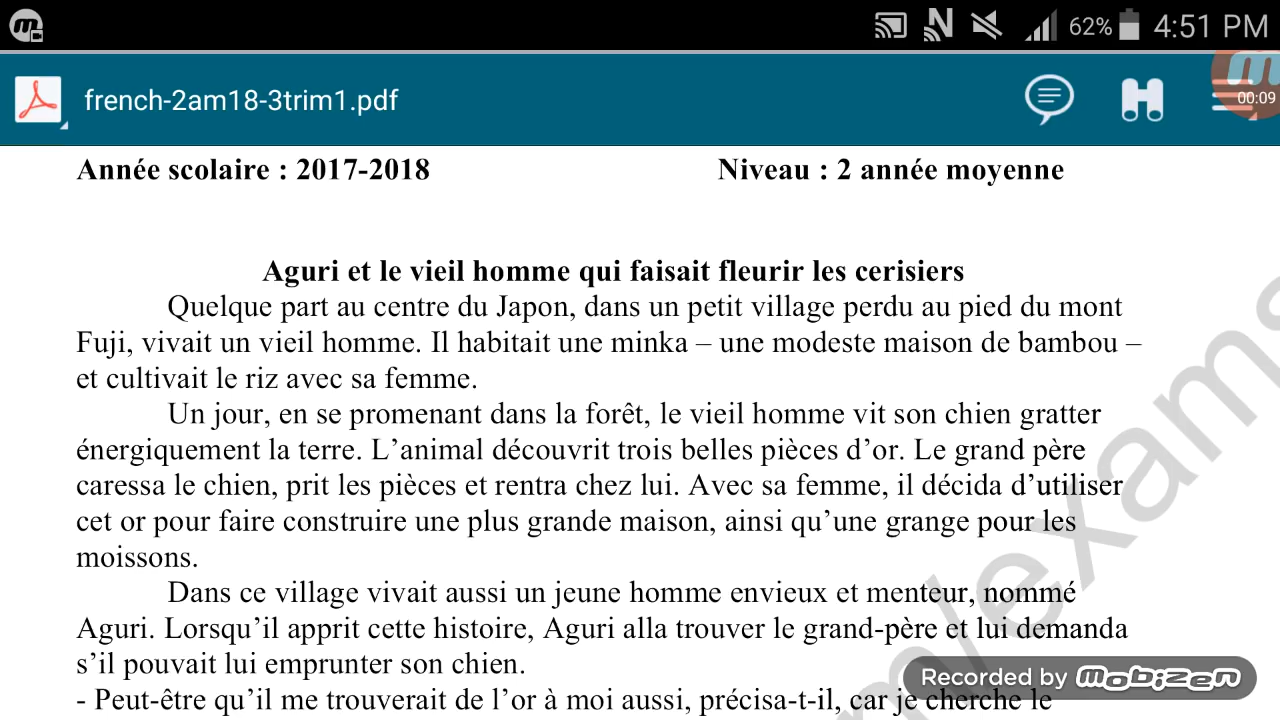 62% 4:51 PM
french-2am18-3trim1.pdf
00:09
Année scolaire : 2017-2018 Niveau : 2 année moyenne
Aguri et le vieil homme qui faisait fleurir les cerisiers
Quelque part au centre du Japon, dans un petit village perdu au pied du mont
Fuji, vivait un vieil homme. Il habitait une minka – une modeste maison de bambou –
et cultivait le riz avec sa femme.
Un jour, en se promenant dans la forêt, le vieil homme vit son chien gratter
énergiquement la terre. L’animal découvrit trois belles pièces d’or. Le grand père
caressa le chien, prit les pièces et rentra chez lui. Avec sa femme, il décida d’utiliser
cet or pour faire construire une plus grande maison, ainsi qu’une grange pour les
moissons.
Dans ce village vivait aussi un jeune homme envieux et menteur, nommé
Aguri. Lorsqu’il apprit cette histoire, Aguri alla trouver le grand-père et lui demanda
s’il pouvait lui emprunter son chien.
- Peut-être qu’il me trouverait de l’or à moi aussi, précisa-t-il, car je cherche le
m/exams
Recorded by mobizen